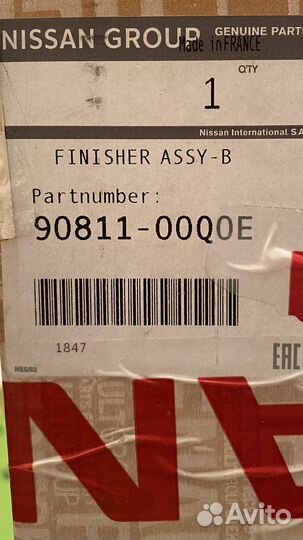 NISSAN GROUP GENUINE PARTS
Made in FRANCE
QTY
1
Nissan International S.A
FINISHER ASSY-B
Partnumber:
90811-00Q0E
1847
NEGB3
EAC
Avito